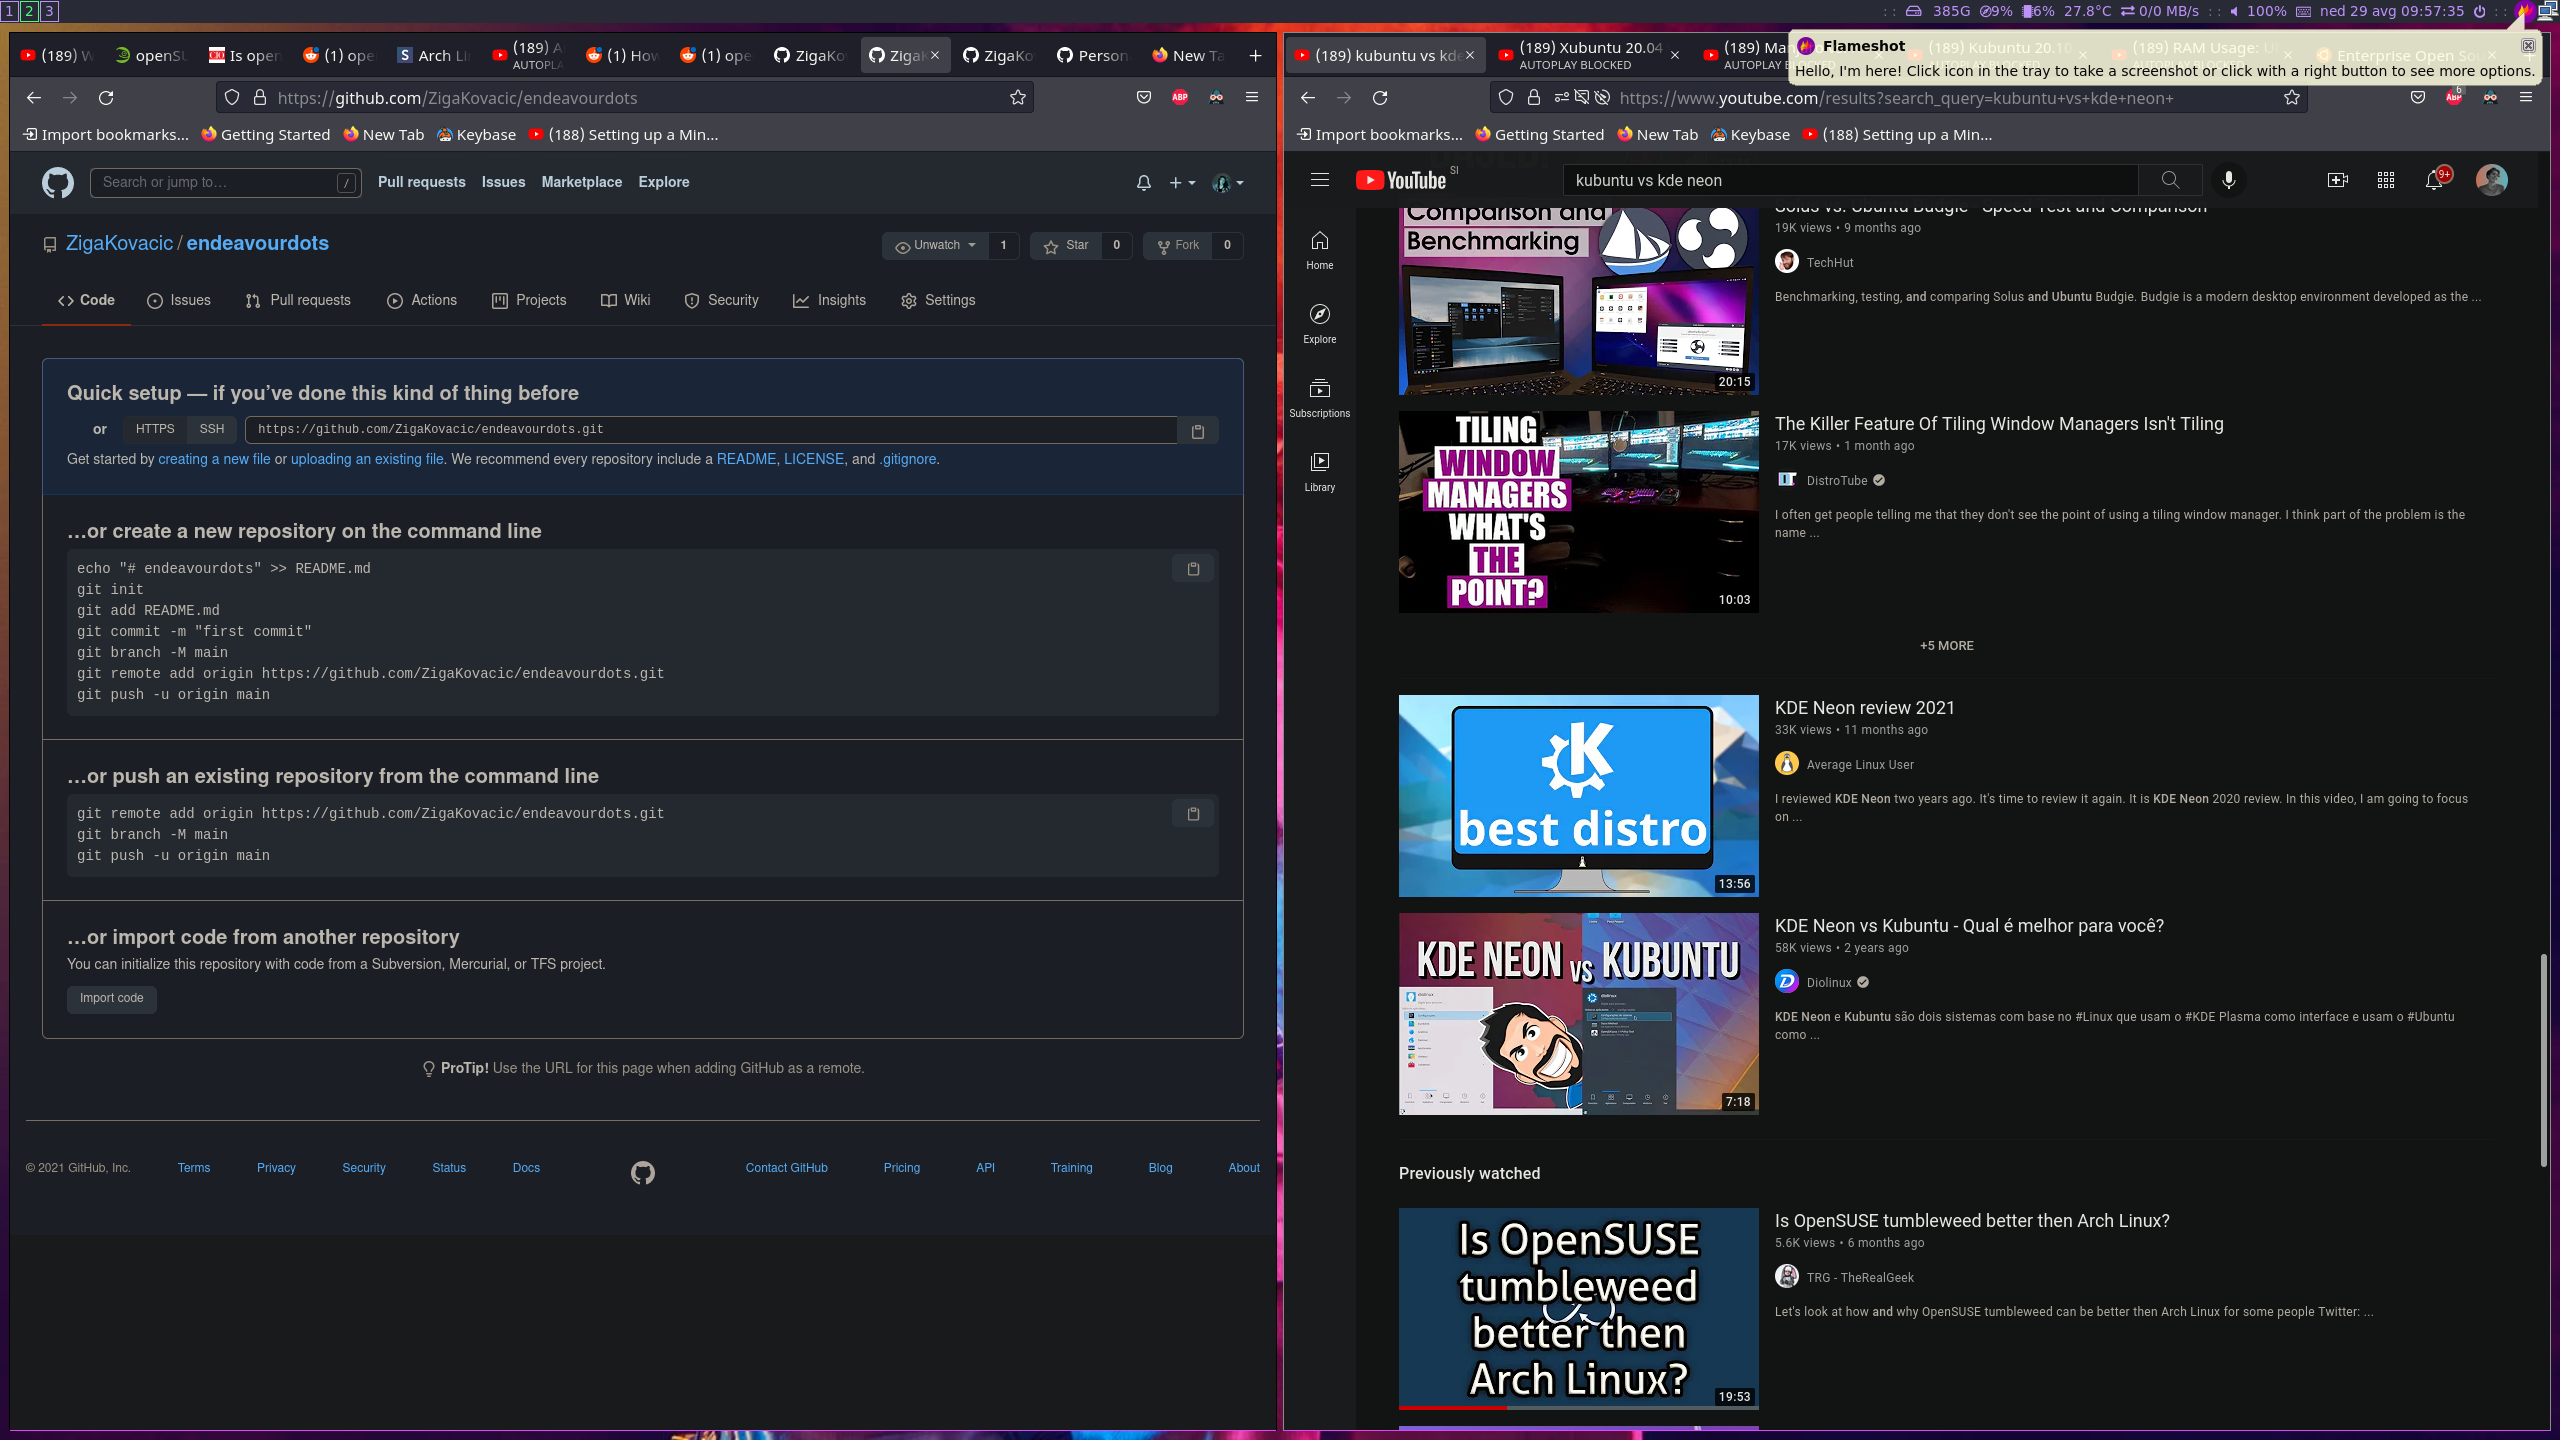 1 2 3
385G 9% 6% 27.8°C 0/0 MB/s 100% ned 29 avg 09:57:35
Flameshot
Hello, I'm here! Click icon in the tray to take a screenshot or click with a right button to see more options.
(189) W openSU Is open (1) ope Arch Li (189) A (1) How (1) ope ZigaKov ZigaK ZigaKo Person New Ta
AUTOPLA
https://github.com/ZigaKovacic/endeavourdots
Import bookmarks... Getting Started New Tab Keybase (188) Setting up a Min...
Search or jump to… / Pull requests Issues Marketplace Explore
ZigaKovacic / endeavourdots
Unwatch 1 Star 0 Fork 0
Code Issues Pull requests Actions Projects Wiki Security Insights Settings
Quick setup — if you’ve done this kind of thing before
or HTTPS SSH https://github.com/ZigaKovacic/endeavourdots.git
Get started by creating a new file or uploading an existing file. We recommend every repository include a README, LICENSE, and .gitignore.
…or create a new repository on the command line
echo "# endeavourdots" >> README.md
git init
git add README.md
git commit -m "first commit"
git branch -M main
git remote add origin https://github.com/ZigaKovacic/endeavourdots.git
git push -u origin main
…or push an existing repository from the command line
git remote add origin https://github.com/ZigaKovacic/endeavourdots.git
git branch -M main
git push -u origin main
…or import code from another repository
You can initialize this repository with code from a Subversion, Mercurial, or TFS project.
Import code
ProTip! Use the URL for this page when adding GitHub as a remote.
© 2021 GitHub, Inc. Terms Privacy Security Status Docs Contact GitHub Pricing API Training Blog About
(189) kubuntu vs kde (189) Xubuntu 20.04 (189) Man (189) Kubuntu 20.10 (189) RAM Usage: U Enterprise Open So
AUTOPLAY BLOCKED AUTOPLAY B
https://www.youtube.com/results?search_query=kubuntu+vs+kde+neon+
ABP 6
Import bookmarks... Getting Started New Tab Keybase (188) Setting up a Min...
YouTube SI kubuntu vs kde neon 9+
Home
Explore
Subscriptions
Library
Comparison and
Benchmarking
20:15
Solus vs. Ubuntu Budgie - Speed Test and Comparison
19K views • 9 months ago
TechHut
Benchmarking, testing, and comparing Solus and Ubuntu Budgie. Budgie is a modern desktop environment developed as the ...
TILING
WINDOW
MANAGERS
WHAT'S
THE
POINT?
10:03
The Killer Feature Of Tiling Window Managers Isn't Tiling
17K views • 1 month ago
DistroTube
I often get people telling me that they don't see the point of using a tiling window manager. I think part of the problem is the
name ...
+5 MORE
best distro
13:56
KDE Neon review 2021
33K views • 11 months ago
Average Linux User
I reviewed KDE Neon two years ago. It's time to review it again. It is KDE Neon 2020 review. In this video, I am going to focus
on ...
KDE NEON VS KUBUNTU
7:18
KDE Neon vs Kubuntu - Qual é melhor para você?
58K views • 2 years ago
Diolinux
KDE Neon e Kubuntu são dois sistemas com base no #Linux que usam o #KDE Plasma como interface e usam o #Ubuntu
como ...
Previously watched
Is OpenSUSE
tumbleweed
better then
Arch Linux?
19:53
Is OpenSUSE tumbleweed better then Arch Linux?
5.6K views • 6 months ago
TRG - TheRealGeek
Let's look at how and why OpenSUSE tumbleweed can be better then Arch Linux for some people Twitter: ...